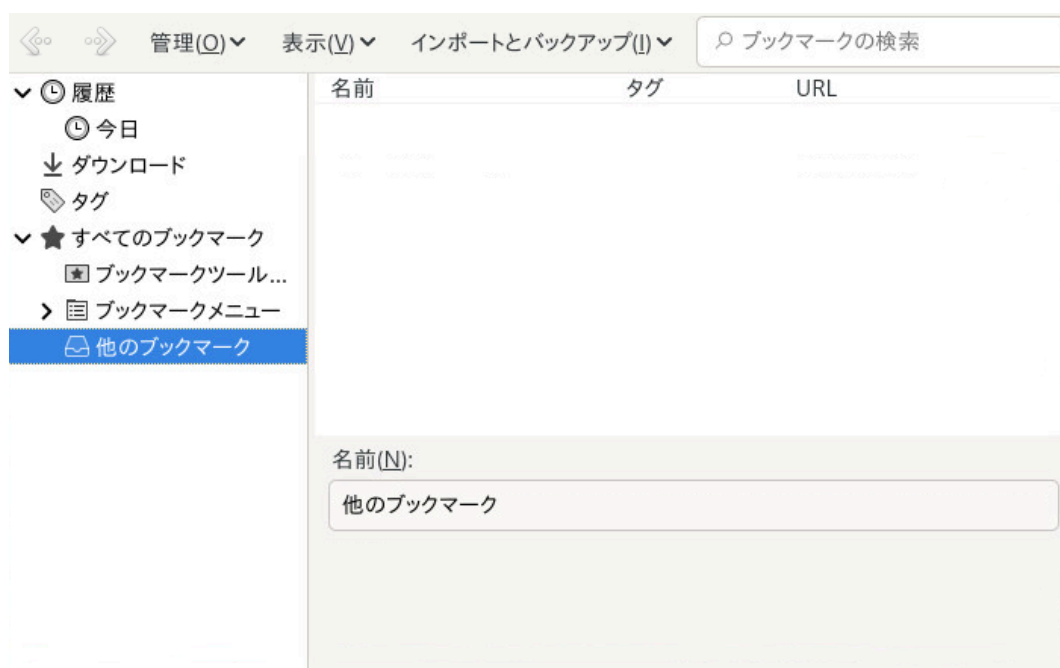 管理(O) 表示(V) インポートとバックアップ(I) ブックマークの検索
履歴
今日
ダウンロード
タグ
すべてのブックマーク
ブックマークツール...
ブックマークメニュー
他のブックマーク
名前 タグ URL
名前(N):
他のブックマーク